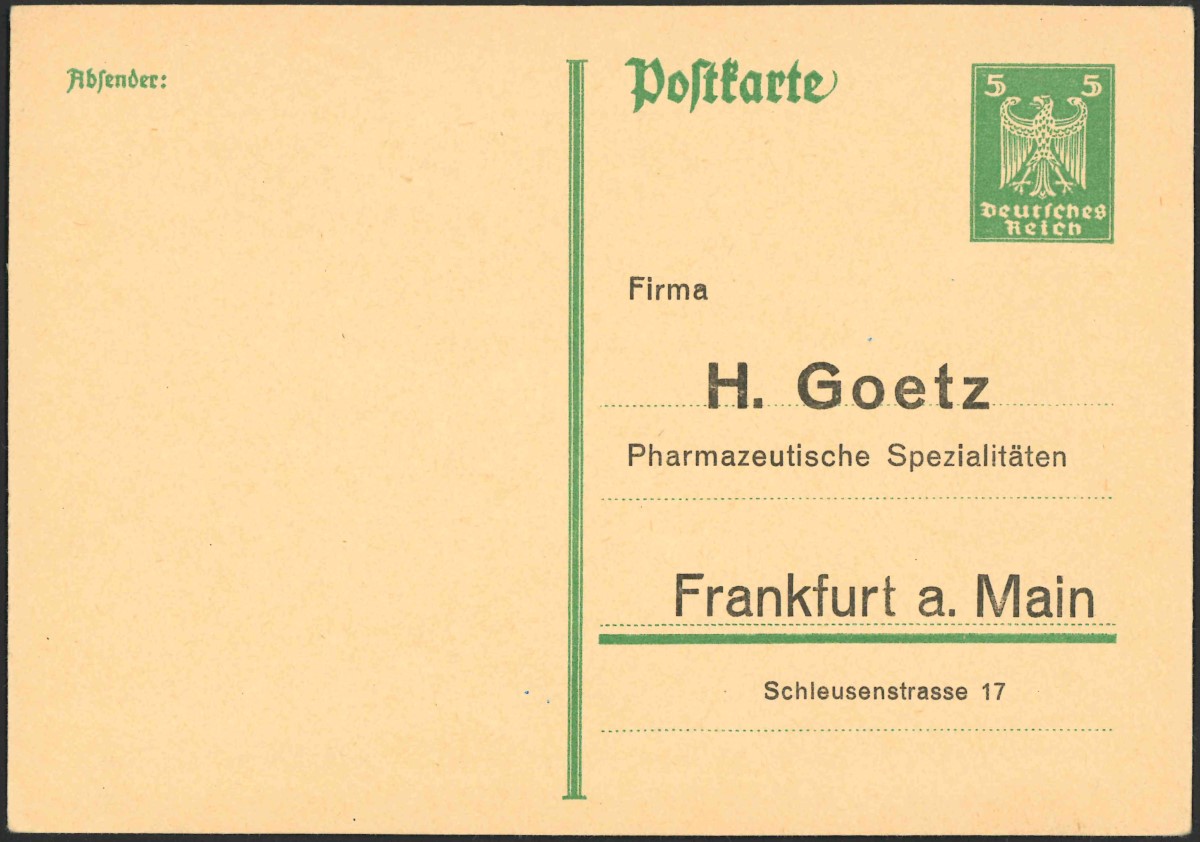 Absender:
Postkarte
5 5
Deutsches
Reich
Firma
H. Goetz
Pharmazeutische Spezialitäten
Frankfurt a. Main
Schleusenstrasse 17